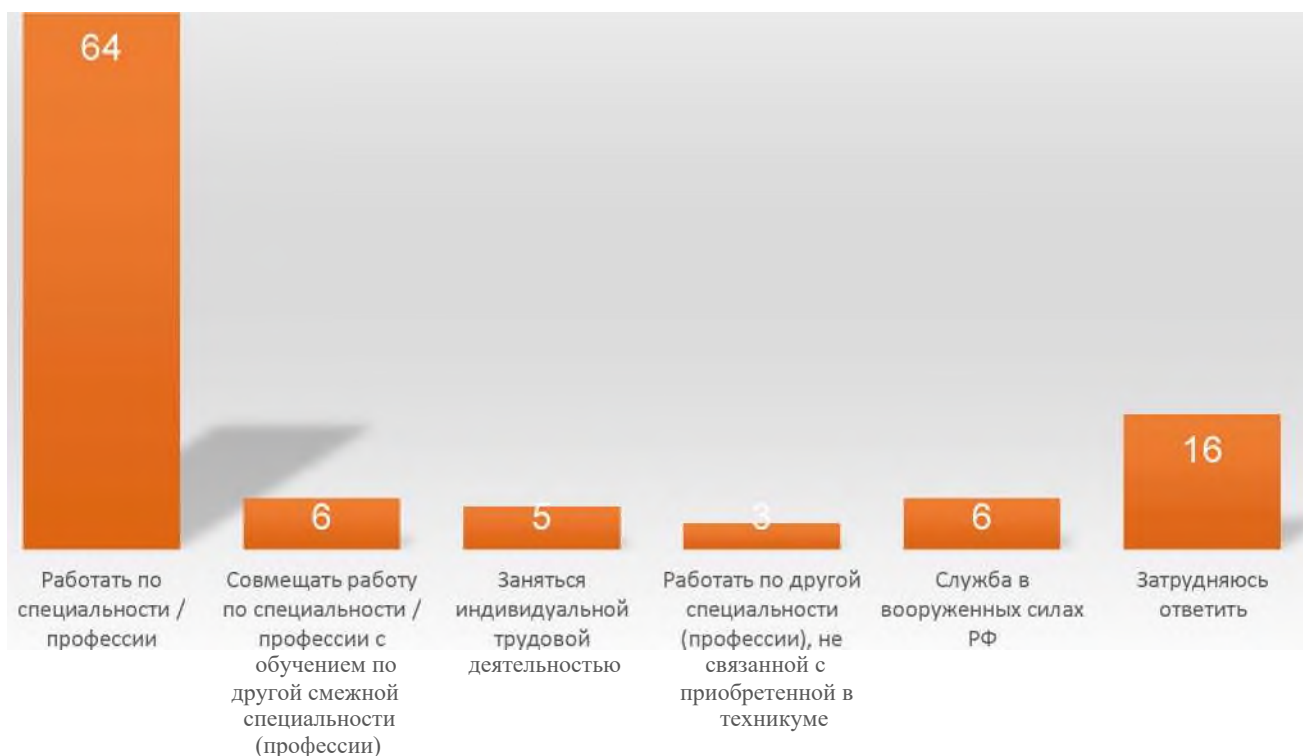 64
6
5
3
6
16
Работать по
специальности /
профессии
Совмещать работу
по специальности /
профессии с
обучением по
другой смежной
специальности
(профессии)
Заняться
индивидуальной
трудовой
деятельностью
Работать по другой
специальности
(профессии), не
связанной с
приобретенной в
техникуме
Служба в
вооруженных силах
РФ
Затрудняюсь
ответить